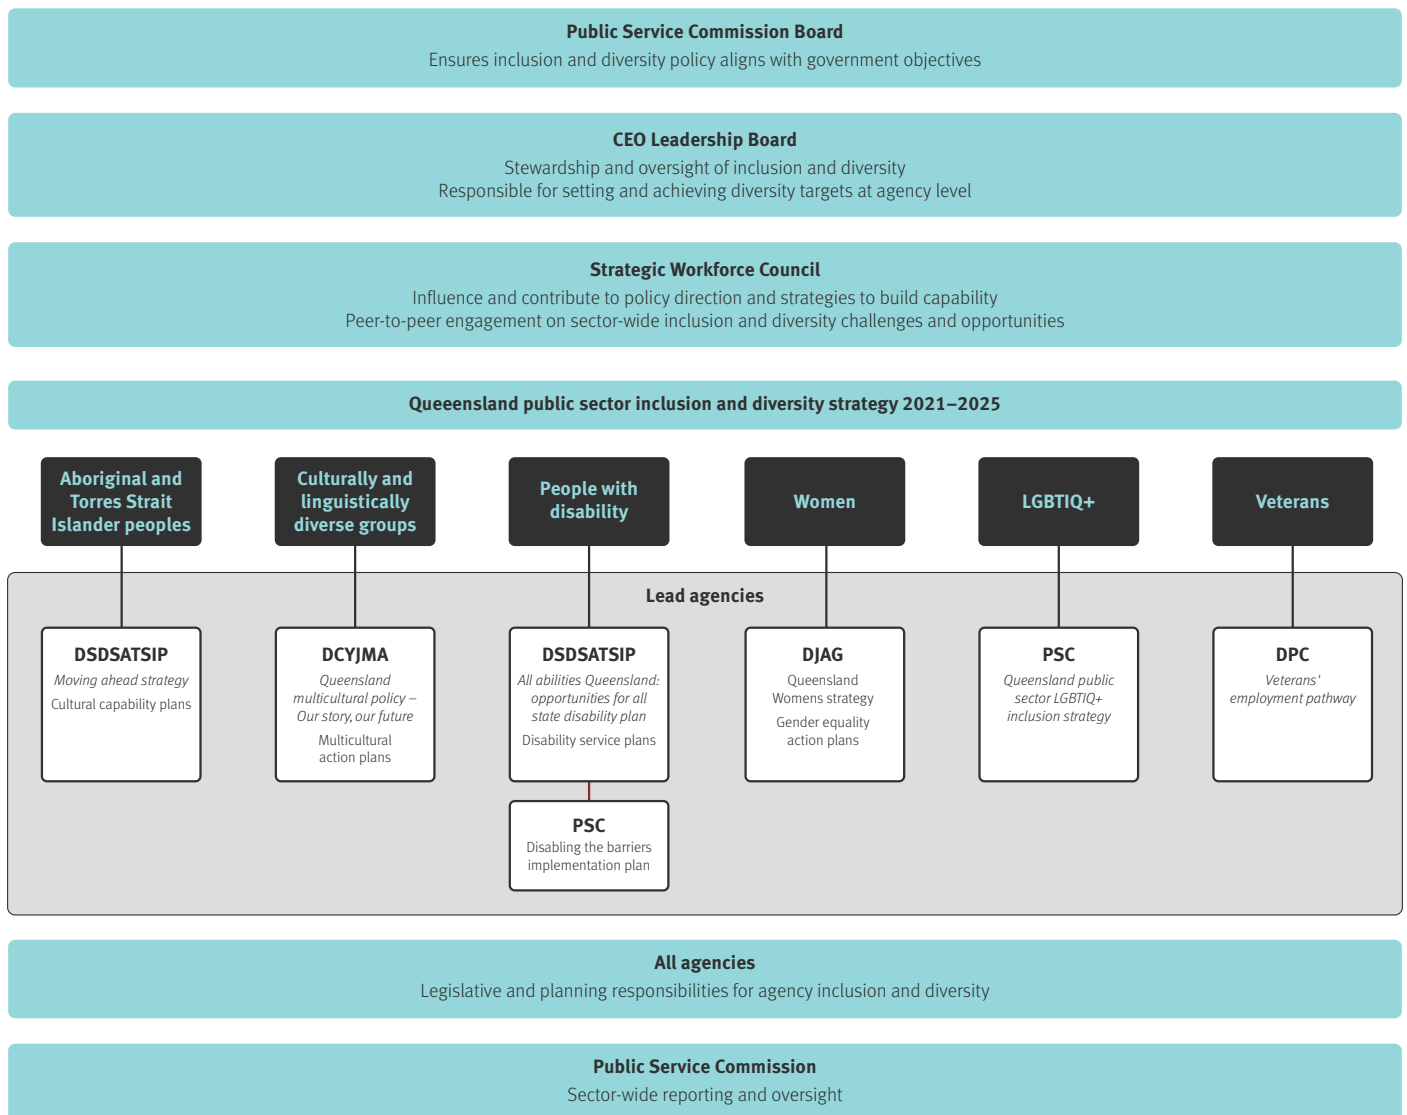 Public Service Commission Board
Ensures inclusion and diversity policy aligns with government objectives
CEO Leadership Board
Stewardship and oversight of inclusion and diversity
Responsible for setting and achieving diversity targets at agency level
Strategic Workforce Council
Influence and contribute to policy direction and strategies to build capability
Peer-to-peer engagement on sector-wide inclusion and diversity challenges and opportunities
Queeensland public sector inclusion and diversity strategy 2021–2025
Aboriginal and
Torres Strait
Islander peoples
Culturally and
linguistically
diverse groups
People with
disability
Women
LGBTIQ+
Veterans
Lead agencies
DSDSATSIP
Moving ahead strategy
Cultural capability plans
DCYJMA
Queensland
multicultural policy –
Our story, our future
Multicultural
action plans
DSDSATSIP
All abilities Queensland:
opportunities for all
state disability plan
Disability service plans
PSC
Disabling the barriers
implementation plan
DJAG
Queensland
Womens strategy
Gender equality
action plans
PSC
Queensland public
sector LGBTIQ+
inclusion strategy
DPC
Veterans'
employment pathway
All agencies
Legislative and planning responsibilities for agency inclusion and diversity
Public Service Commission
Sector-wide reporting and oversight